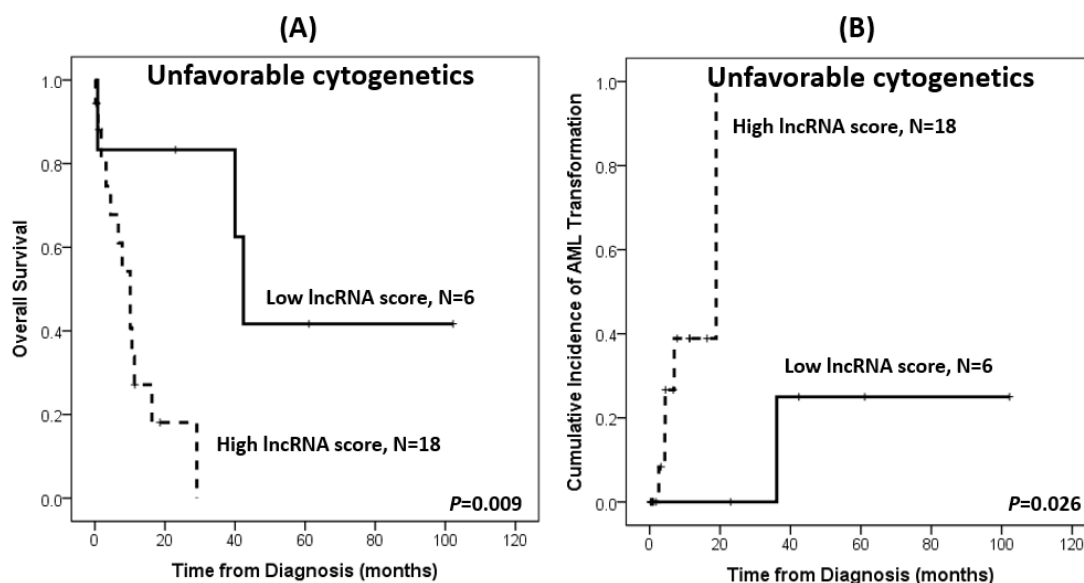 (A)
Unfavorable cytogenetics
Overall Survival
1.0
0.8
0.6
0.4
0.2
0.0
Low lncRNA score, N=6
High lncRNA score, N=18
P=0.009
0 20 40 60 80 100 120
Time from Diagnosis (months)
(B)
Unfavorable cytogenetics
Cumulative Incidence of AML Transformation
1.0
0.8
0.6
0.4
0.2
0.0
High lncRNA score, N=18
Low lncRNA score, N=6
P=0.026
0 20 40 60 80 100 120
Time from Diagnosis (months)